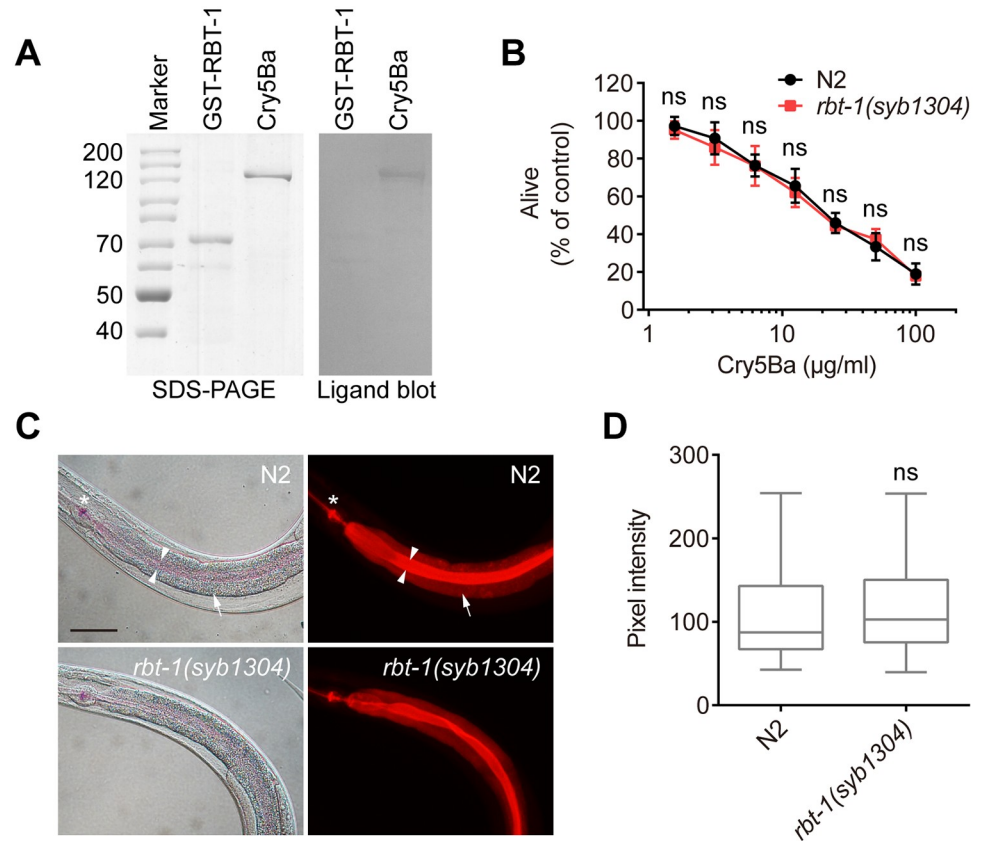 A
Marker
GST-RBT-1
Cry5Ba
GST-RBT-1
Cry5Ba
200
120
70
50
40
SDS-PAGE
Ligand blot
B
N2
rbt-1(syb1304)
ns
ns
ns
ns
ns
ns
ns
Alive
(% of control)
120
100
80
60
40
20
0
1
10
100
Cry5Ba (µg/ml)
C
N2
*
N2
*
rbt-1(syb1304)
rbt-1(syb1304)
D
ns
Pixel intensity
300
200
100
0
N2
rbt-1(syb1304)